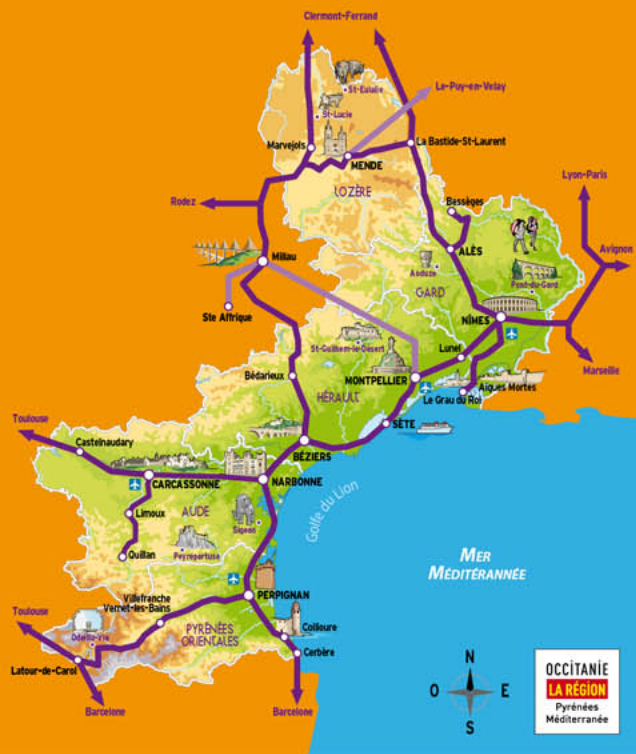 Clermont-Ferrand
St-Eulalie
Le-Puy-en-Velay
St-Lucie
Marvejols
La Bastide-St-Laurent
MENDE
Lyon-Paris
LOZÈRE
Rodez
Bessèges
Avignon
ALÈS
Millau
Aoduze
Pont-du-Gard
GARD
Ste Affrique
NÎMES
St-Guilhem-le-Désert
Lunel
Marseille
Bédarieux
MONTPELLIER
Aigues Mortes
HÉRAULT
Le Grau du Roi
Toulouse
SÈTE
Castelnaudary
BÉZIERS
CARCASSONNE
NARBONNE
Golfe du Lion
Limoux
AUDE
Sigean
Quillan
Peyrepertuse
MER
MÉDITÉRANNÉE
Villefranche
Vernet-les-Bains
PERPIGNAN
Toulouse
PYRÉNÉES
ORIENTALES
Collioure
Odeillo-Via
Cerbère
Latour-de-Carol
Barcelone
Barcelone
N
O
E
S
OCCITANIE
LA RÉGION
Pyrénées
Méditerranée